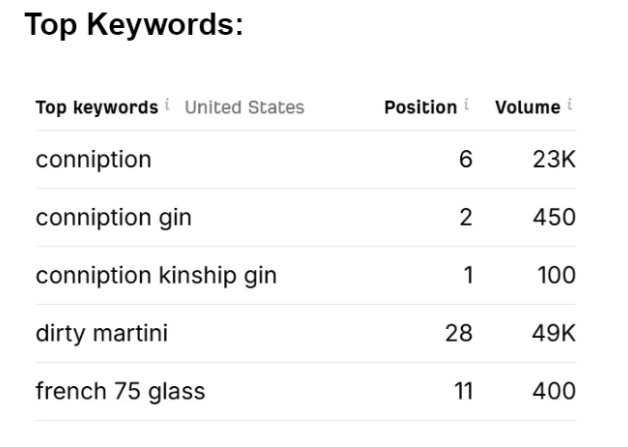 Top Keywords:
Top keywords i United States Position i Volume i
conniption 6 23K
conniption gin 2 450
conniption kinship gin 1 100
dirty martini 28 49K
french 75 glass 11 400